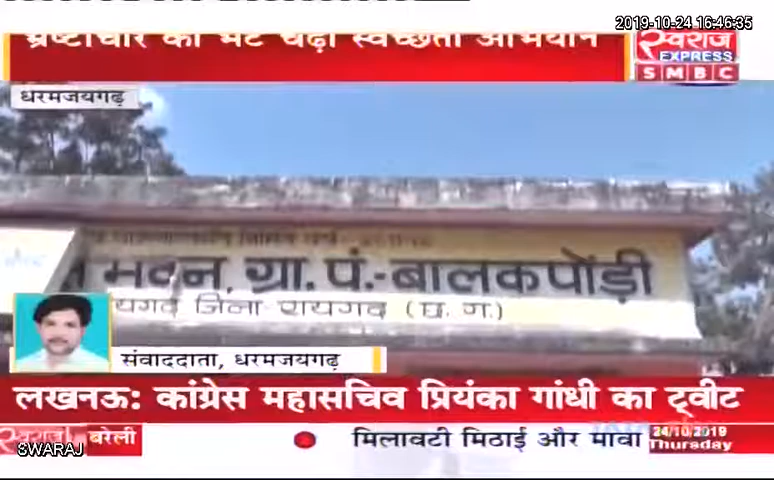 2019-10-24 16:46:35
भ्रष्टाचार की भेंट चढ़ा स्वच्छता अभियान
स्वराज
EXPRESS
SMBC
धरमजयगढ़
भवन, ग्रा. पं.-बालकपोंड़ी
यगढ़ जिला-रायगढ़ (छ. ग.)
संवाददाता, धरमजयगढ़
लखनऊ: कांग्रेस महासचिव प्रियंका गांधी का ट्वीट
स्वराज बरेली
SWARAJ
मिलावटी मिठाई और मावा
24/10/2019
Thursday